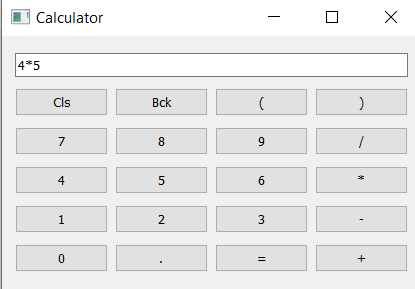 Calculator
4*5
Cls Bck ( )
7 8 9 /
4 5 6 *
1 2 3 -
0 . = +